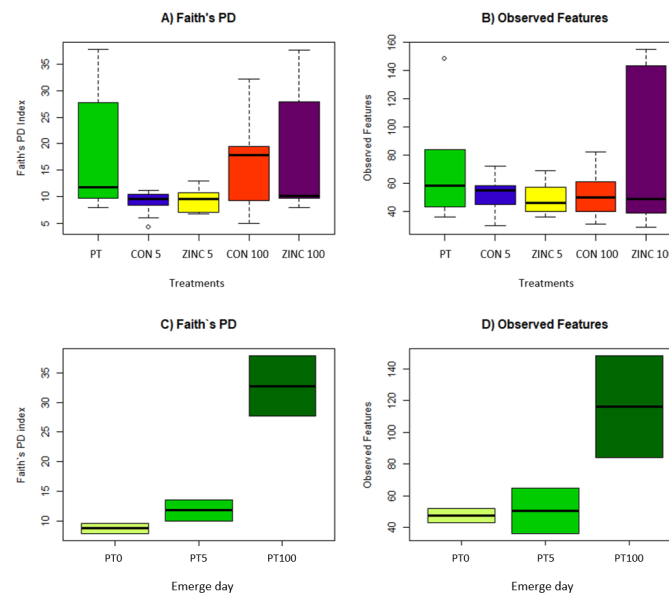 A) Faith's PD
Faith's PD Index
35
30
25
20
15
10
5
PT CON 5 ZINC 5 CON 100 ZINC 100
Treatments
B) Observed Features
Observed Features
160
140
120
100
80
60
40
PT CON 5 ZINC 5 CON 100 ZINC 100
Treatments
C) Faith`s PD
Faith`s PD index
35
30
25
20
15
10
PT0 PT5 PT100
Emerge day
D) Observed Features
Observed Features
140
120
100
80
60
40
PT0 PT5 PT100
Emerge day